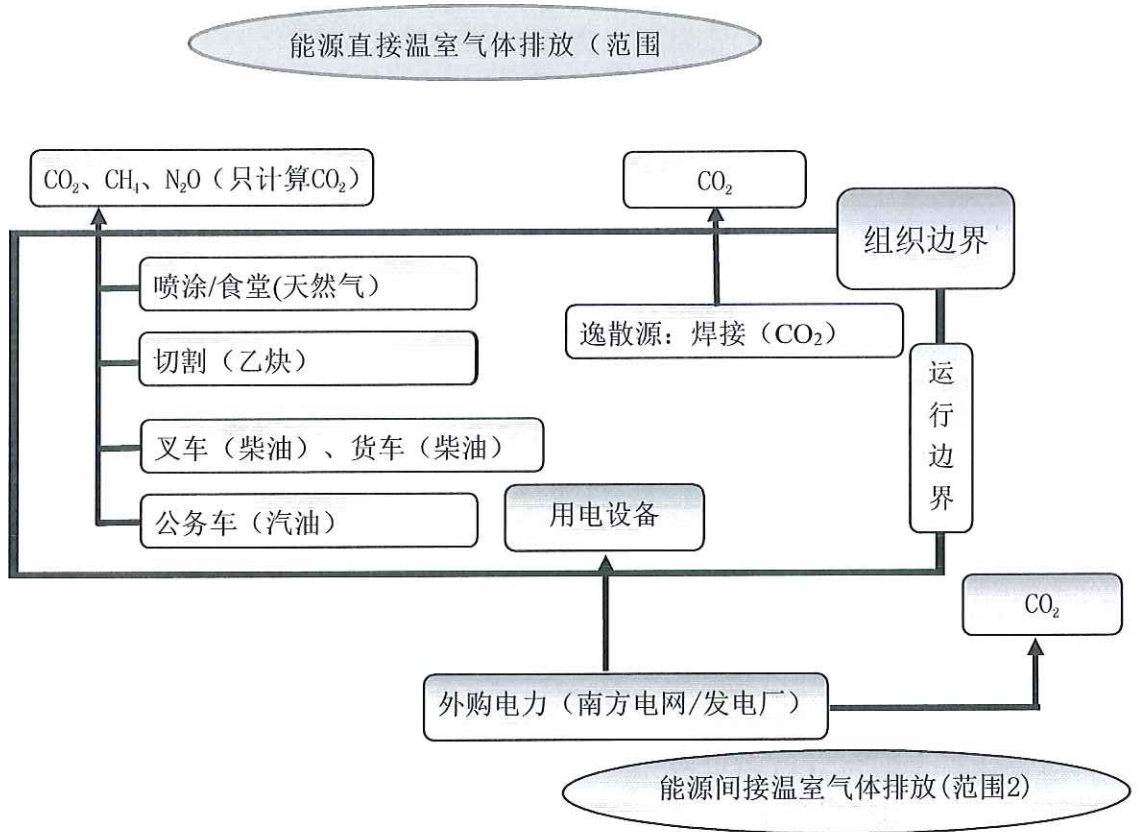 能源直接温室气体排放（范围
CO₂、CH₄、N₂O（只计算CO₂）
CO₂
组织边界
喷涂/食堂(天然气）
逸散源：焊接（CO₂）
切割（乙炔）
运行边界
叉车（柴油）、货车（柴油）
公务车（汽油）
用电设备
CO₂
外购电力（南方电网/发电厂）
能源间接温室气体排放(范围2)